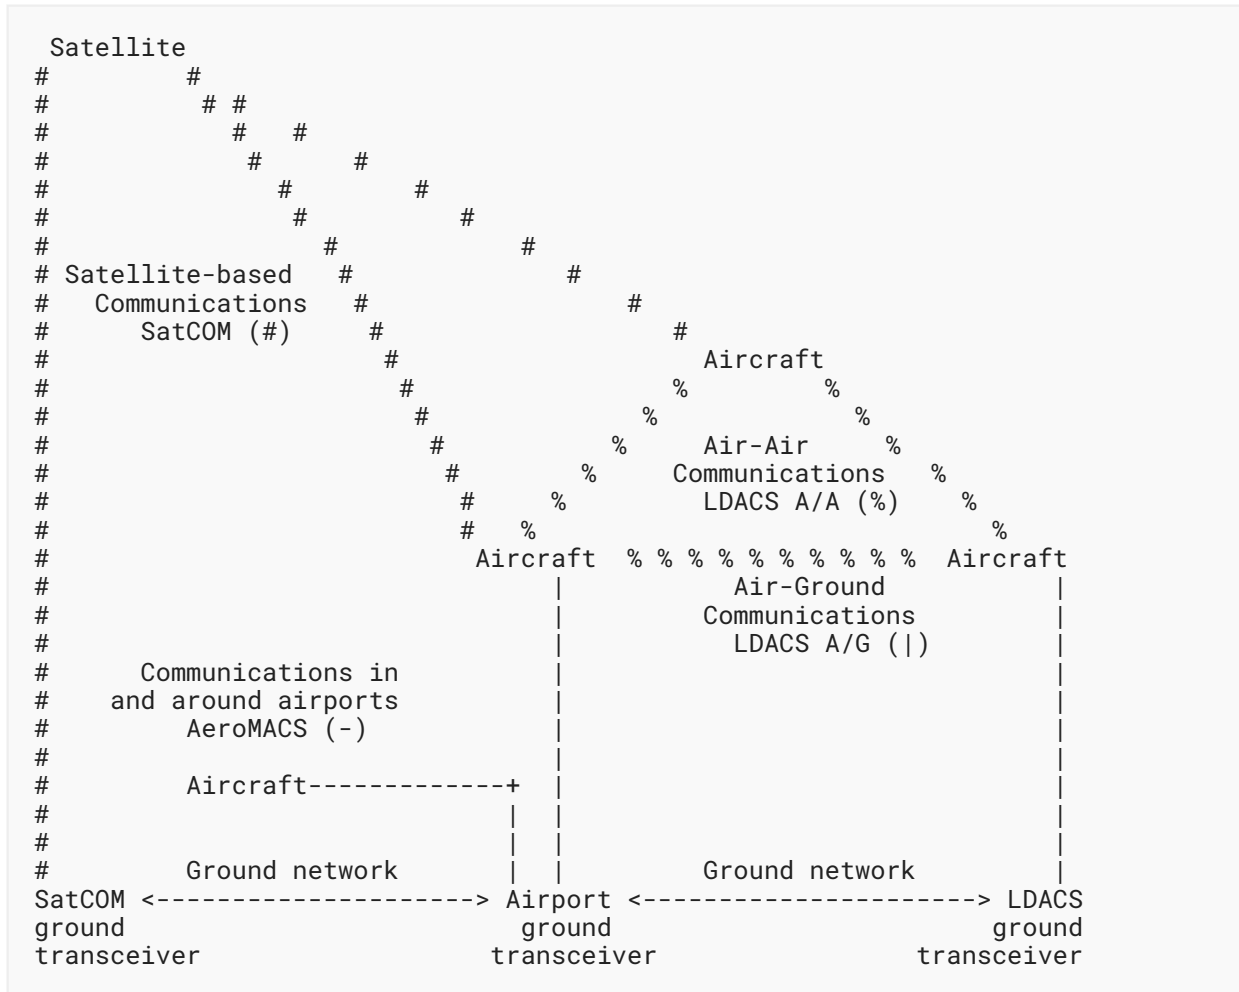 Satellite
#         #
#          # #
#            #   #
#             #      #
#               #        #
#                #          #
#                  #            #
# Satellite-based   #              #
#   Communications   #                 #
#      SatCOM (#)     #                   #
#                      #                    Aircraft
#                       #                 %         %
#                        #              %             %
#                         #           %     Air-Air     %
#                          #        %     Communications   %
#                           #     %         LDACS A/A (%)    %
#                           #   %                              %
#                            Aircraft  % % % % % % % % % %  Aircraft
#                                 |           Air-Ground           |
#                                 |         Communications         |
#                                 |           LDACS A/G (|)        |
#      Communications in          |                                |
#    and around airports          |                                |
#         AeroMACS (-)            |                                |
#                                 |                                |
#         Aircraft-------------+  |                                |
#                              |  |                                |
#                              |  |                                |
#         Ground network       |  |         Ground network         |
SatCOM <---------------------> Airport <----------------------> LDACS
ground                          ground                         ground
transceiver                   transceiver                 transceiver